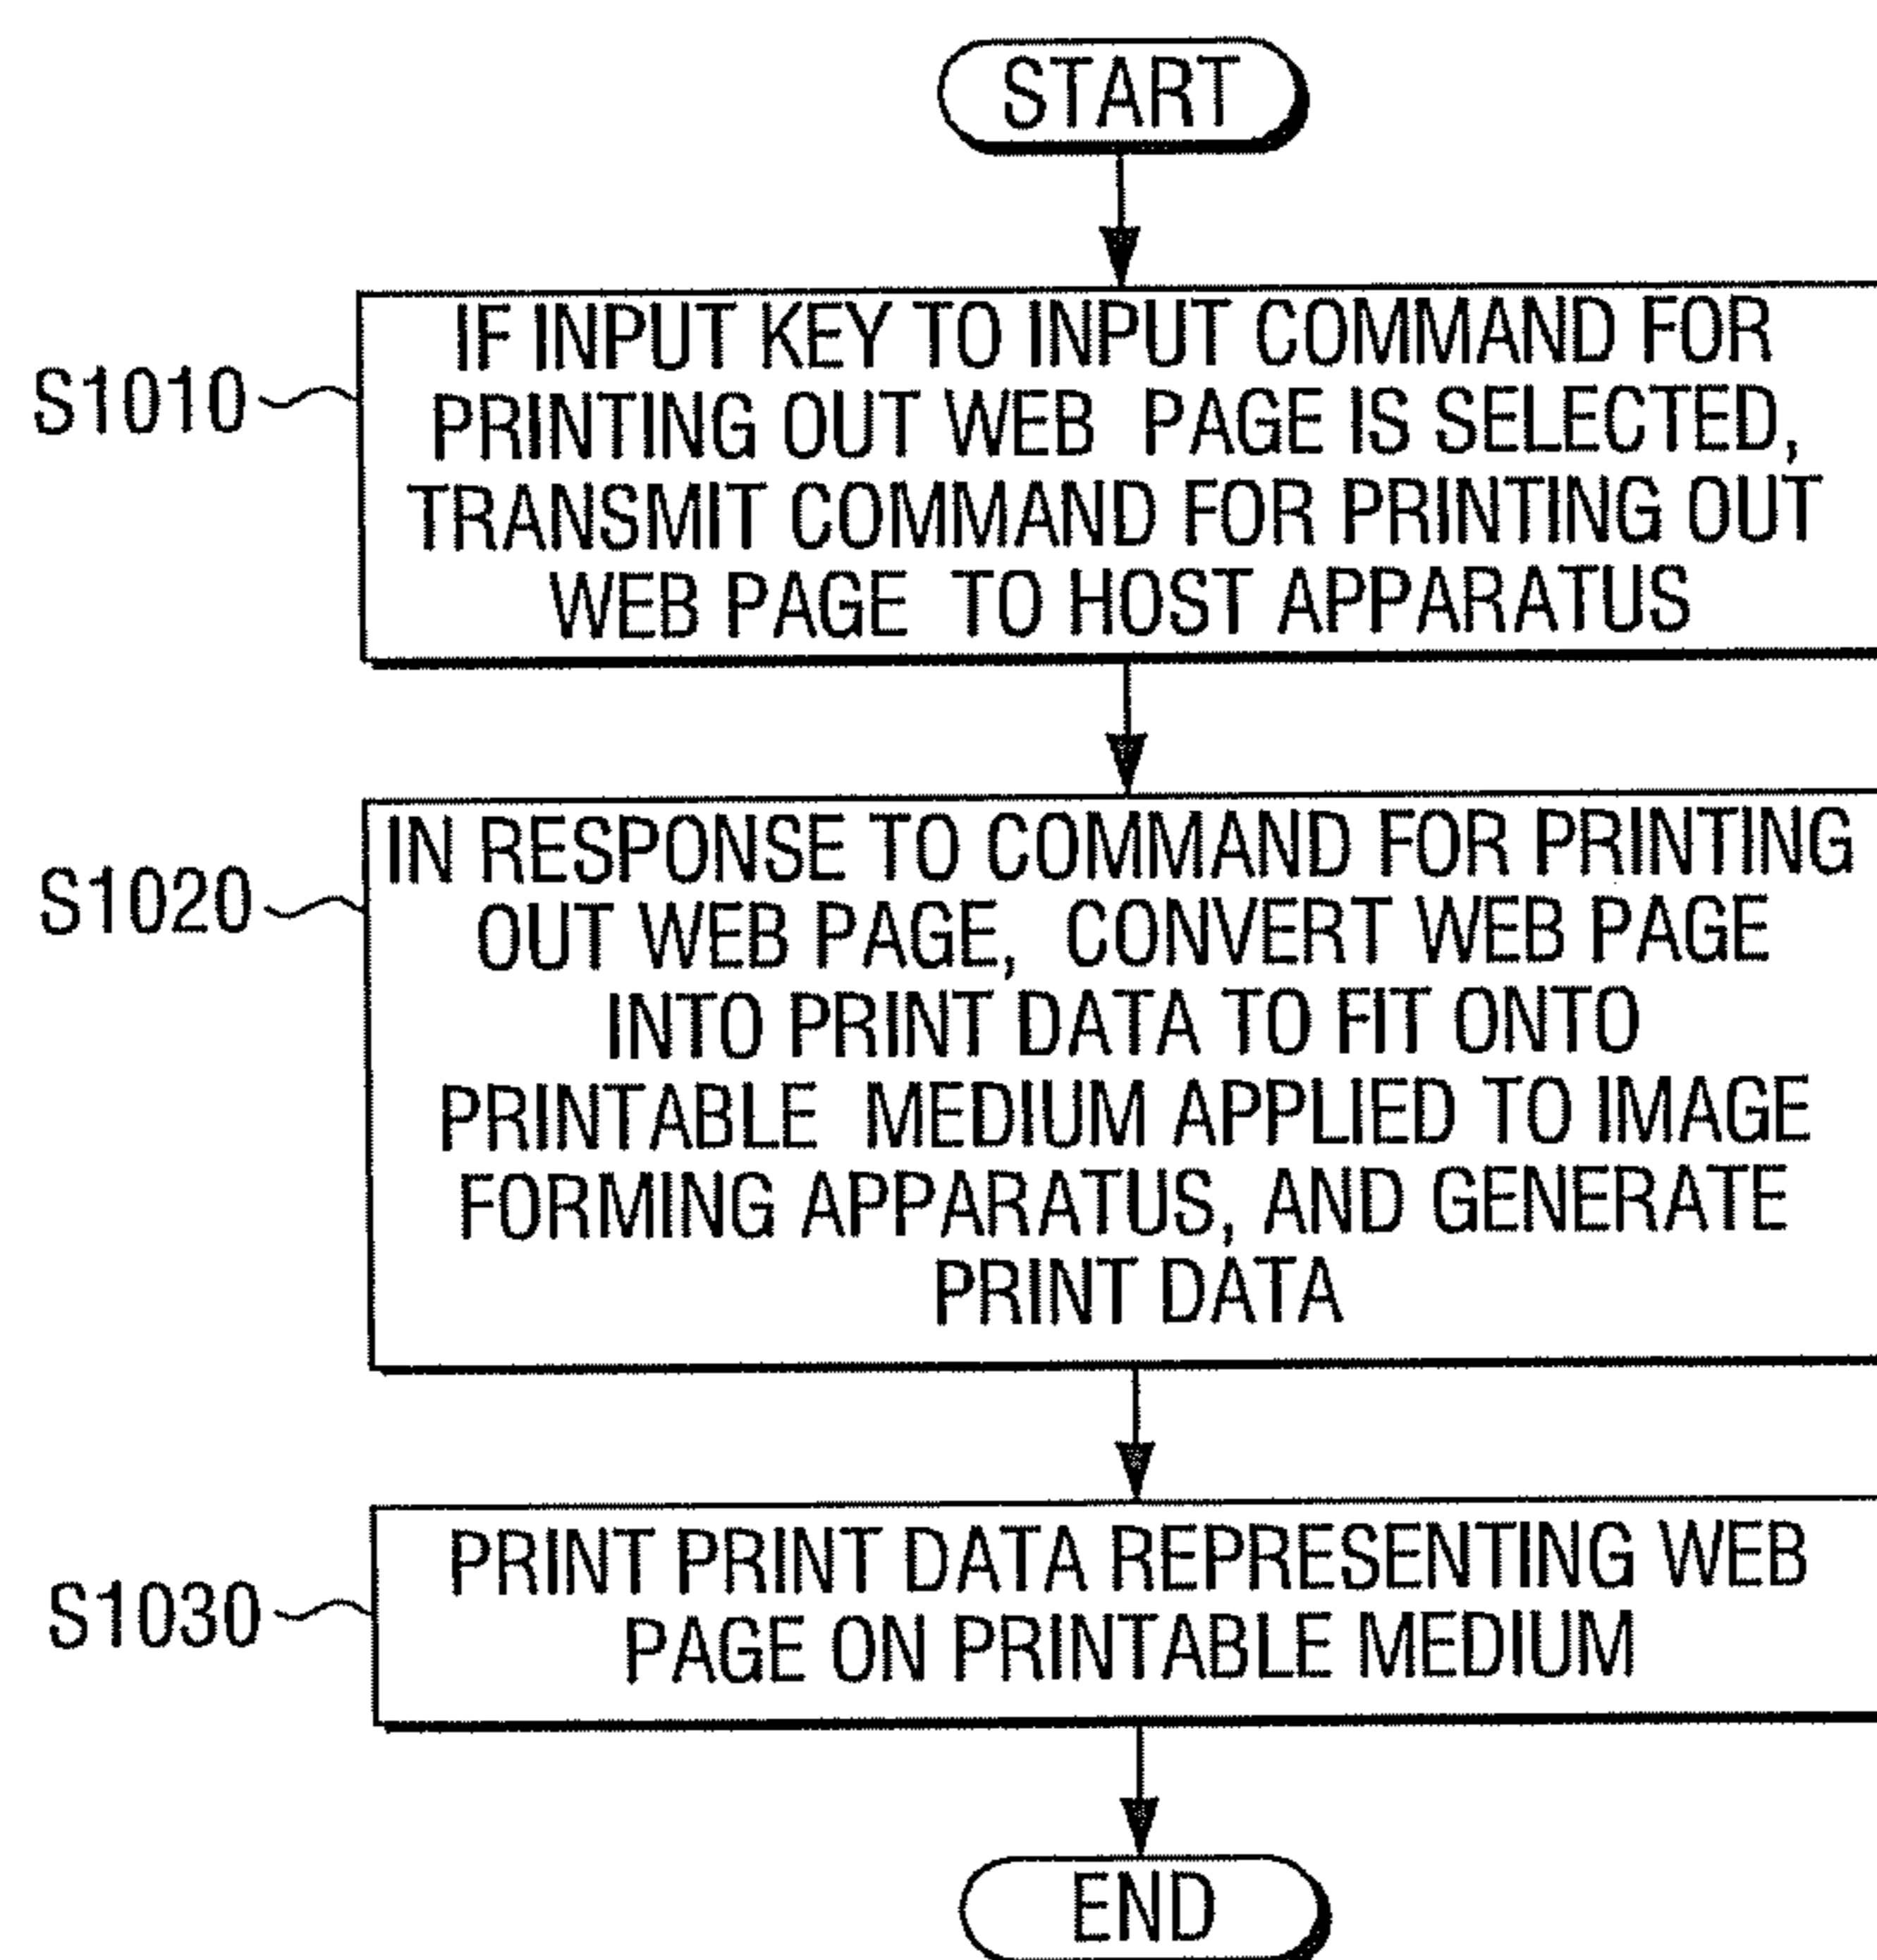 START
S1010
IF INPUT KEY TO INPUT COMMAND FOR
PRINTING OUT WEB PAGE IS SELECTED,
TRANSMIT COMMAND FOR PRINTING OUT
WEB PAGE TO HOST APPARATUS
S1020
IN RESPONSE TO COMMAND FOR PRINTING
OUT WEB PAGE, CONVERT WEB PAGE
INTO PRINT DATA TO FIT ONTO
PRINTABLE MEDIUM APPLIED TO IMAGE
FORMING APPARATUS, AND GENERATE
PRINT DATA
S1030
PRINT PRINT DATA REPRESENTING WEB
PAGE ON PRINTABLE MEDIUM
END